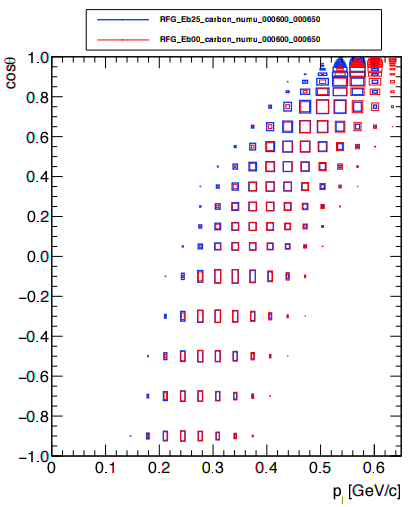 RFG_Eb25_carbon_numu_000600_000650
RFG_Eb00_carbon_numu_000600_000650
cosθ
1.0
0.8
0.6
0.4
0.2
0.0
−0.2
−0.4
−0.6
−0.8
−1.0
0 0.1 0.2 0.3 0.4 0.5 0.6
p_l [GeV/c]